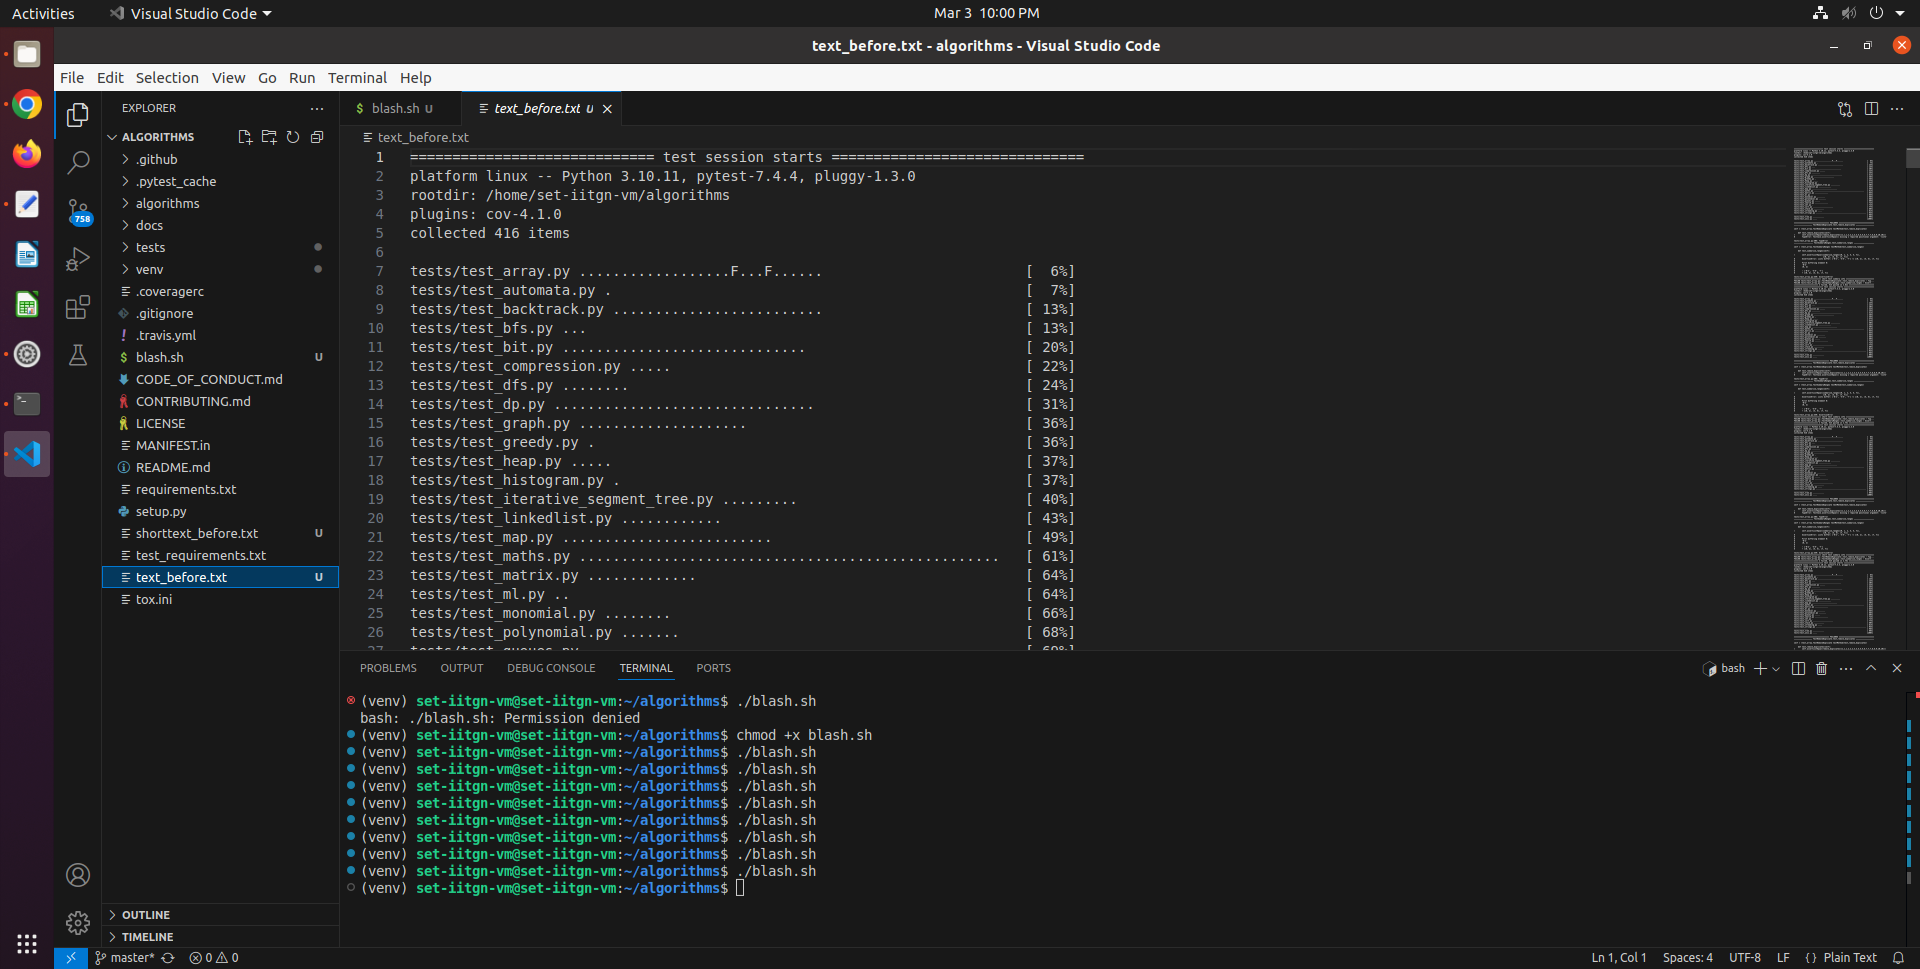 Activities
Visual Studio Code
Mar 3 10:00 PM
text_before.txt - algorithms - Visual Studio Code
File Edit Selection View Go Run Terminal Help
EXPLORER
ALGORITHMS
.github
.pytest_cache
algorithms
docs
tests
venv
.coveragerc
.gitignore
.travis.yml
blash.sh U
CODE_OF_CONDUCT.md
CONTRIBUTING.md
LICENSE
MANIFEST.in
README.md
requirements.txt
setup.py
shorttext_before.txt U
test_requirements.txt
text_before.txt U
tox.ini
OUTLINE
TIMELINE
758
blash.sh U
text_before.txt U
text_before.txt
1 ============================= test session starts ==============================
2 platform linux -- Python 3.10.11, pytest-7.4.4, pluggy-1.3.0
3 rootdir: /home/set-iitgn-vm/algorithms
4 plugins: cov-4.1.0
5 collected 416 items
6
7 tests/test_array.py ..................F...F...... [ 6%]
8 tests/test_automata.py . [ 7%]
9 tests/test_backtrack.py ......................... [ 13%]
10 tests/test_bfs.py ... [ 13%]
11 tests/test_bit.py ............................. [ 20%]
12 tests/test_compression.py ..... [ 22%]
13 tests/test_dfs.py ........ [ 24%]
14 tests/test_dp.py ............................... [ 31%]
15 tests/test_graph.py .................... [ 36%]
16 tests/test_greedy.py . [ 36%]
17 tests/test_heap.py ..... [ 37%]
18 tests/test_histogram.py . [ 37%]
19 tests/test_iterative_segment_tree.py ......... [ 40%]
20 tests/test_linkedlist.py ............ [ 43%]
21 tests/test_map.py ......................... [ 49%]
22 tests/test_maths.py .................................................. [ 61%]
23 tests/test_matrix.py ............. [ 64%]
24 tests/test_ml.py .. [ 64%]
25 tests/test_monomial.py ........ [ 66%]
26 tests/test_polynomial.py ....... [ 68%]
PROBLEMS OUTPUT DEBUG CONSOLE TERMINAL PORTS
bash
(venv) set-iitgn-vm@set-iitgn-vm:~/algorithms$ ./blash.sh
bash: ./blash.sh: Permission denied
(venv) set-iitgn-vm@set-iitgn-vm:~/algorithms$ chmod +x blash.sh
(venv) set-iitgn-vm@set-iitgn-vm:~/algorithms$ ./blash.sh
(venv) set-iitgn-vm@set-iitgn-vm:~/algorithms$ ./blash.sh
(venv) set-iitgn-vm@set-iitgn-vm:~/algorithms$ ./blash.sh
(venv) set-iitgn-vm@set-iitgn-vm:~/algorithms$ ./blash.sh
(venv) set-iitgn-vm@set-iitgn-vm:~/algorithms$ ./blash.sh
(venv) set-iitgn-vm@set-iitgn-vm:~/algorithms$ ./blash.sh
(venv) set-iitgn-vm@set-iitgn-vm:~/algorithms$ ./blash.sh
(venv) set-iitgn-vm@set-iitgn-vm:~/algorithms$ ./blash.sh
(venv) set-iitgn-vm@set-iitgn-vm:~/algorithms$
master* 0 0
Ln 1, Col 1 Spaces: 4 UTF-8 LF {} Plain Text